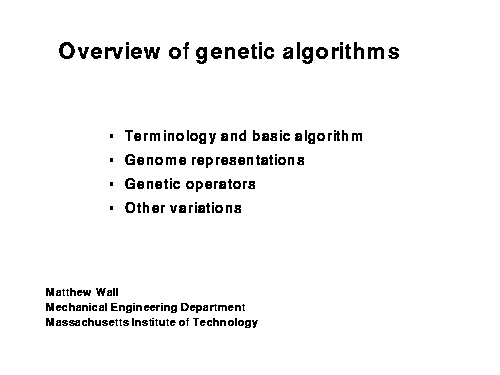 Overview of genetic algorithms
▪ Terminology and basic algorithm
▪ Genome representations
▪ Genetic operators
▪ Other variations
Matthew Wall
Mechanical Engineering Department
Massachusetts Institute of Technology